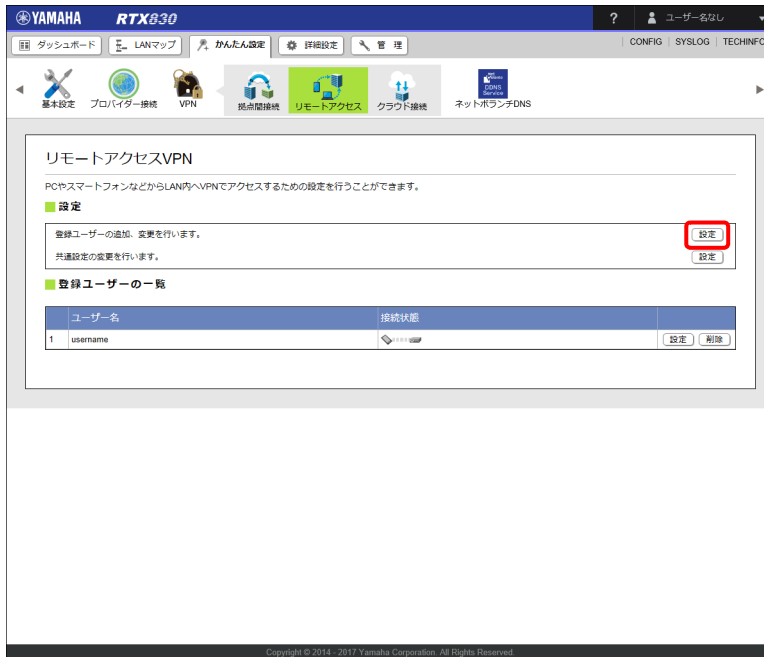 YAMAHA RTX830 ? ユーザー名なし
ダッシュボード LANマップ かんたん設定 詳細設定 管 理 CONFIG SYSLOG TECHINFO
基本設定 プロバイダー接続 VPN 拠点間接続 リモートアクセス クラウド接続 DDNS Service ネットボランチDNS
リモートアクセスVPN
PCやスマートフォンなどからLAN内へVPNでアクセスするための設定を行うことができます。
設定
登録ユーザーの追加、変更を行います。 設定
共通設定の変更を行います。 設定
登録ユーザーの一覧
ユーザー名 接続状態
1 username 設定 削除
Copyright © 2014 - 2017 Yamaha Corporation. All Rights Reserved.